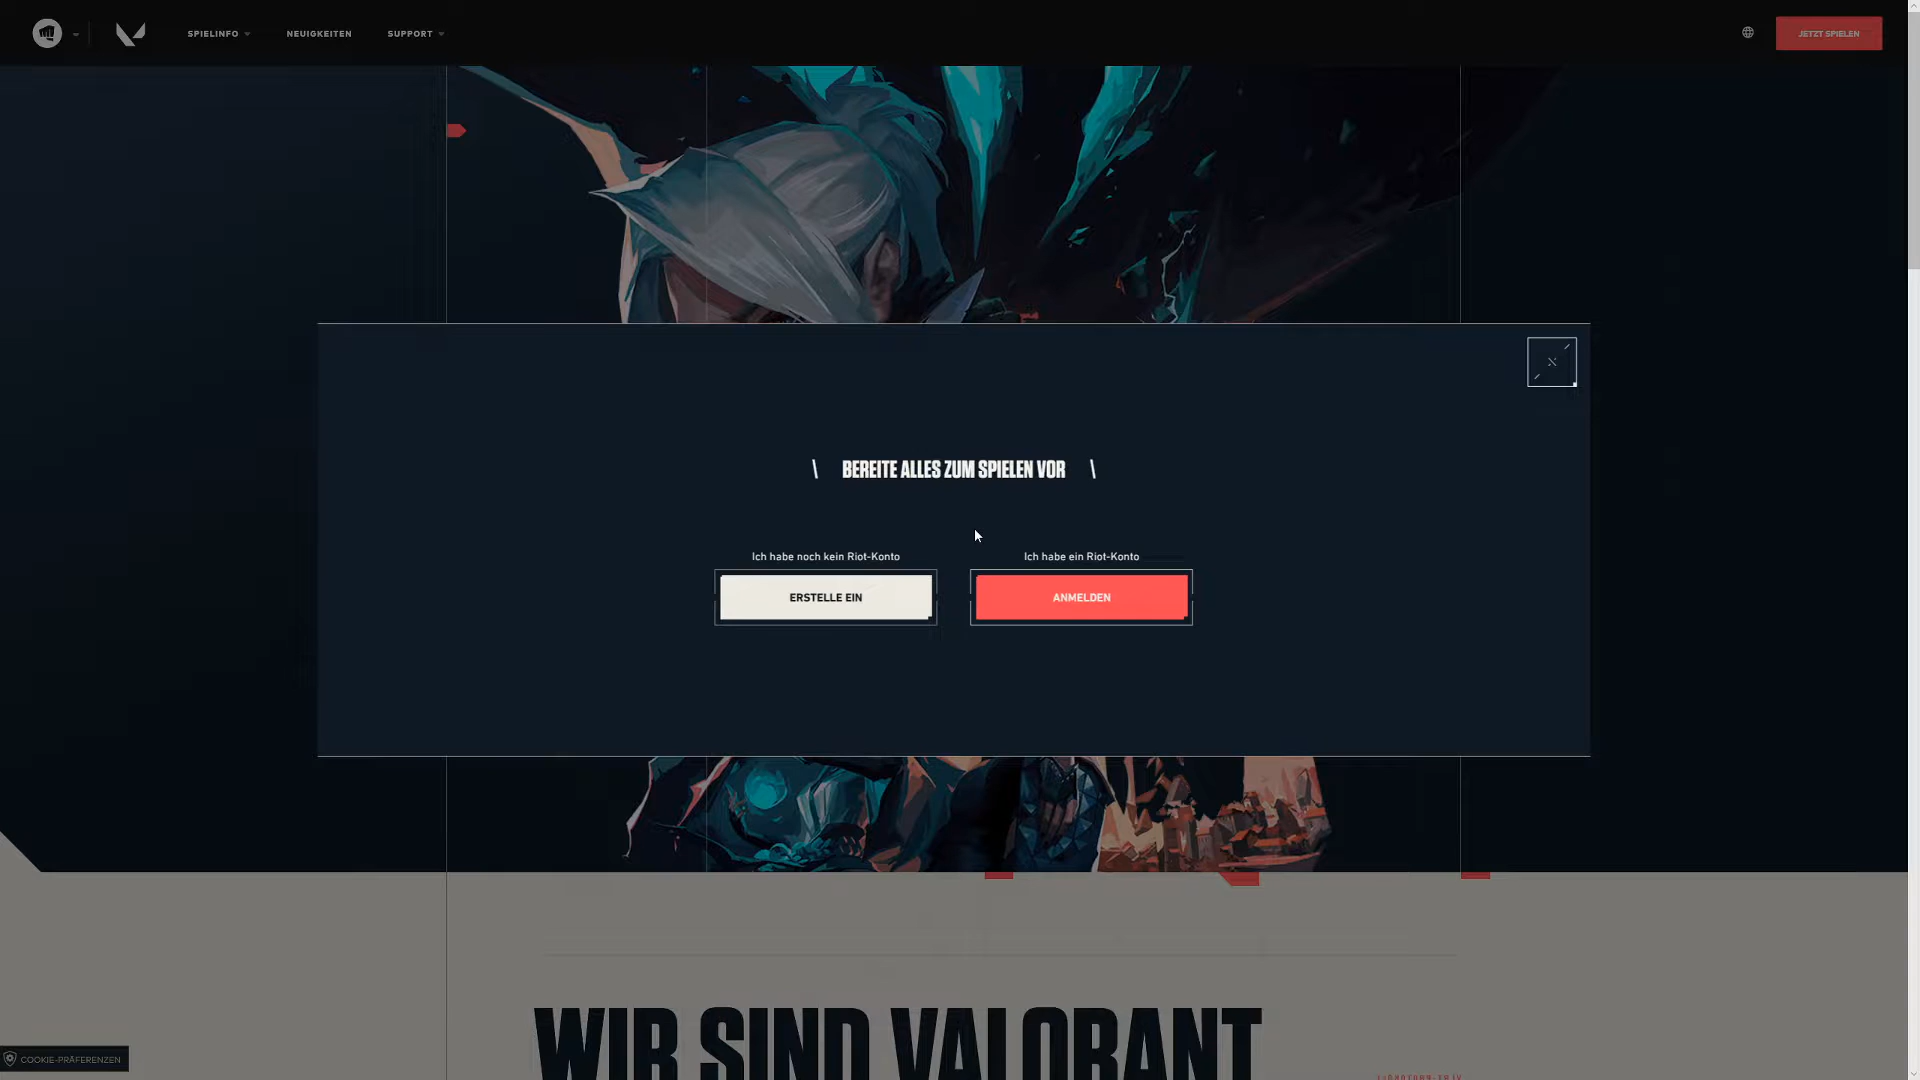 SPIELINFO
NEUIGKEITEN
SUPPORT
JETZT SPIELEN
\ BEREITE ALLES ZUM SPIELEN VOR \
Ich habe noch kein Riot-Konto
Ich habe ein Riot-Konto
ERSTELLE EIN
ANMELDEN
WIR SIND VALORANT
COOKIE-PRÄFERENZEN